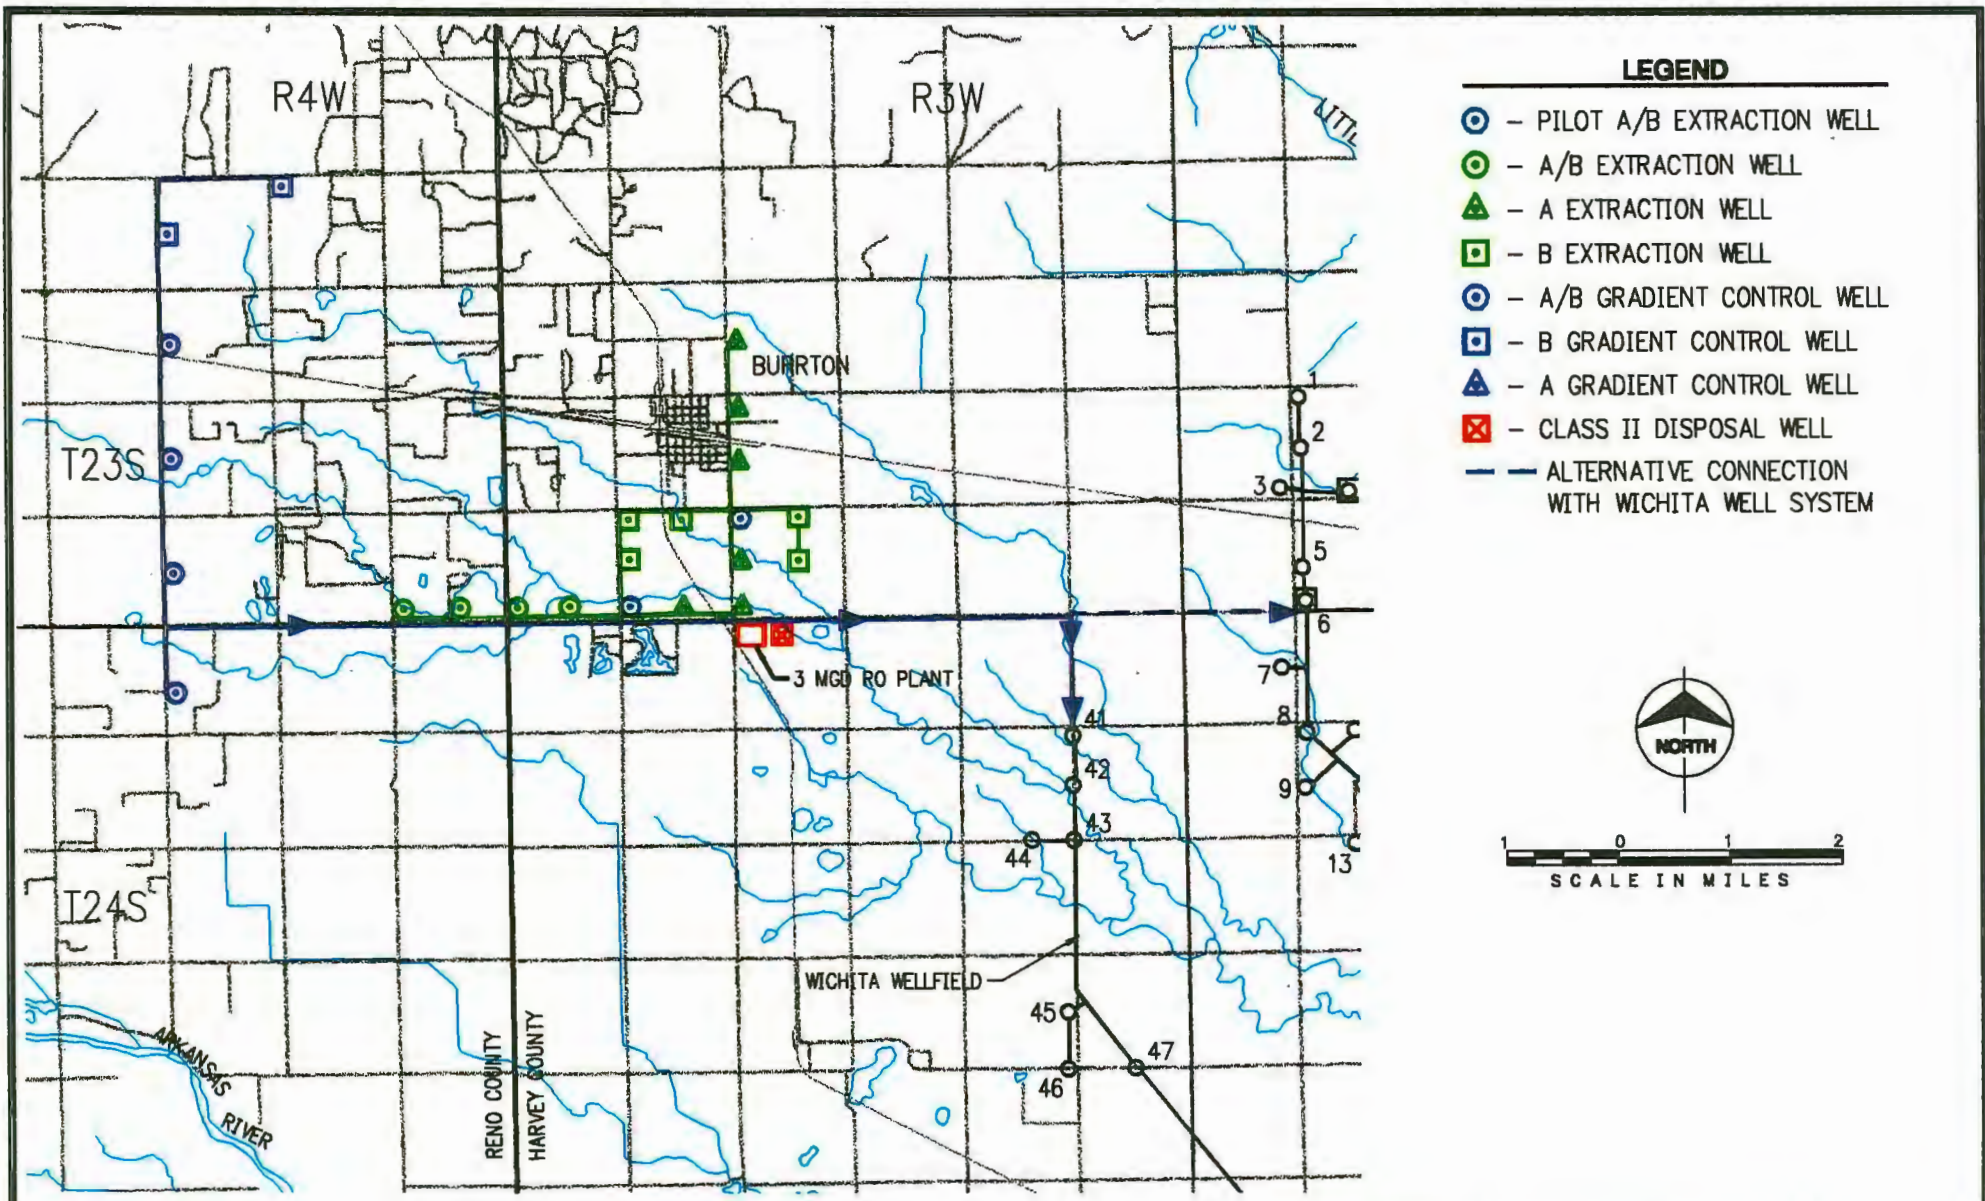 R4W
R3W
LITTL
BURRTON
T23S
1
2
3
5
6
7
8
9
13
3 MGD RO PLANT
41
42
43
44
T24S
WICHITA WELLFIELD
45
46
47
ARKANSAS
RIVER
RENO COUNTY
HARVEY COUNTY
LEGEND
– PILOT A/B EXTRACTION WELL
– A/B EXTRACTION WELL
– A EXTRACTION WELL
– B EXTRACTION WELL
– A/B GRADIENT CONTROL WELL
– B GRADIENT CONTROL WELL
– A GRADIENT CONTROL WELL
– CLASS II DISPOSAL WELL
ALTERNATIVE CONNECTION
WITH WICHITA WELL SYSTEM
NORTH
1 0 1 2
SCALE IN MILES